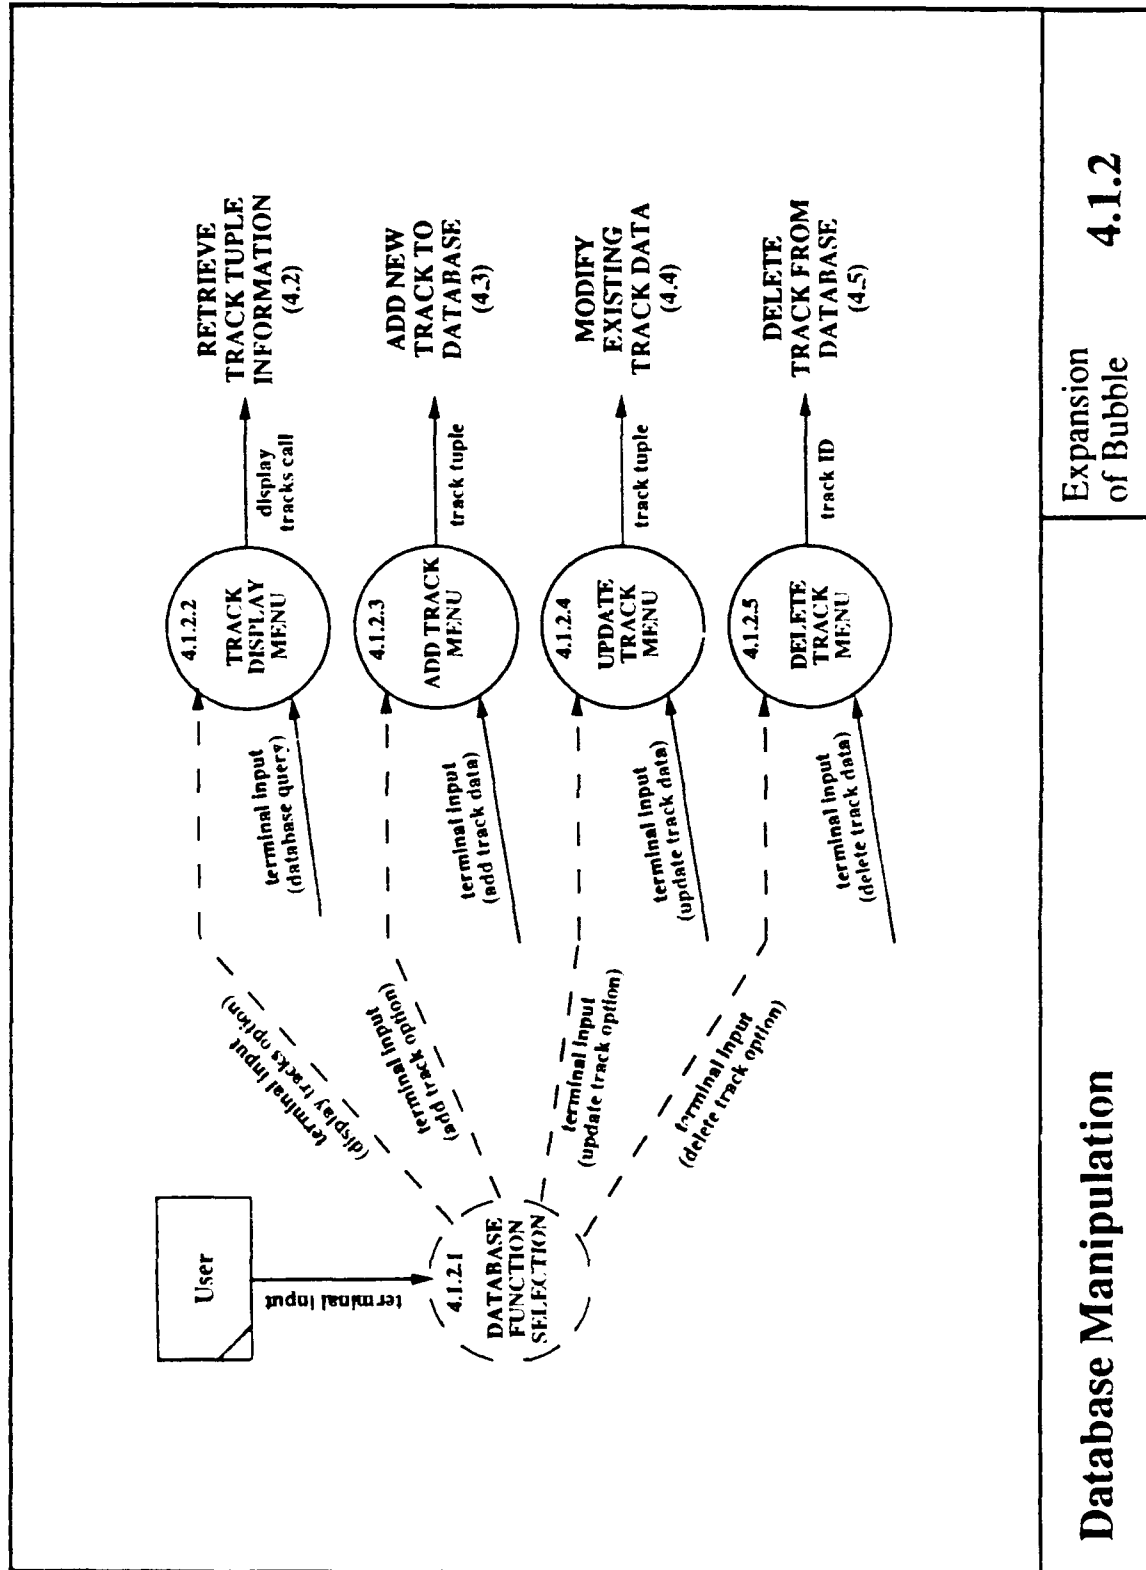 User
terminal input
4.1.2.1
DATABASE
FUNCTION
SELECTION
terminal input
(display tracks option)
terminal input
(add track option)
terminal input
(update track option)
terminal input
(delete track option)
terminal input
(database query)
terminal input
(add track data)
terminal input
(update track data)
terminal input
(delete track data)
4.1.2.2
TRACK
DISPLAY
MENU
4.1.2.3
ADD TRACK
MENU
4.1.2.4
UPDATE
TRACK
MENU
4.1.2.5
DELETE
TRACK
MENU
display
tracks call
track tuple
track tuple
track ID
RETRIEVE
TRACK TUPLE
INFORMATION
(4.2)
ADD NEW
TRACK TO
DATABASE
(4.3)
MODIFY
EXISTING
TRACK DATA
(4.4)
DELETE
TRACK FROM
DATABASE
(4.5)
Database Manipulation
Expansion
of Bubble
4.1.2